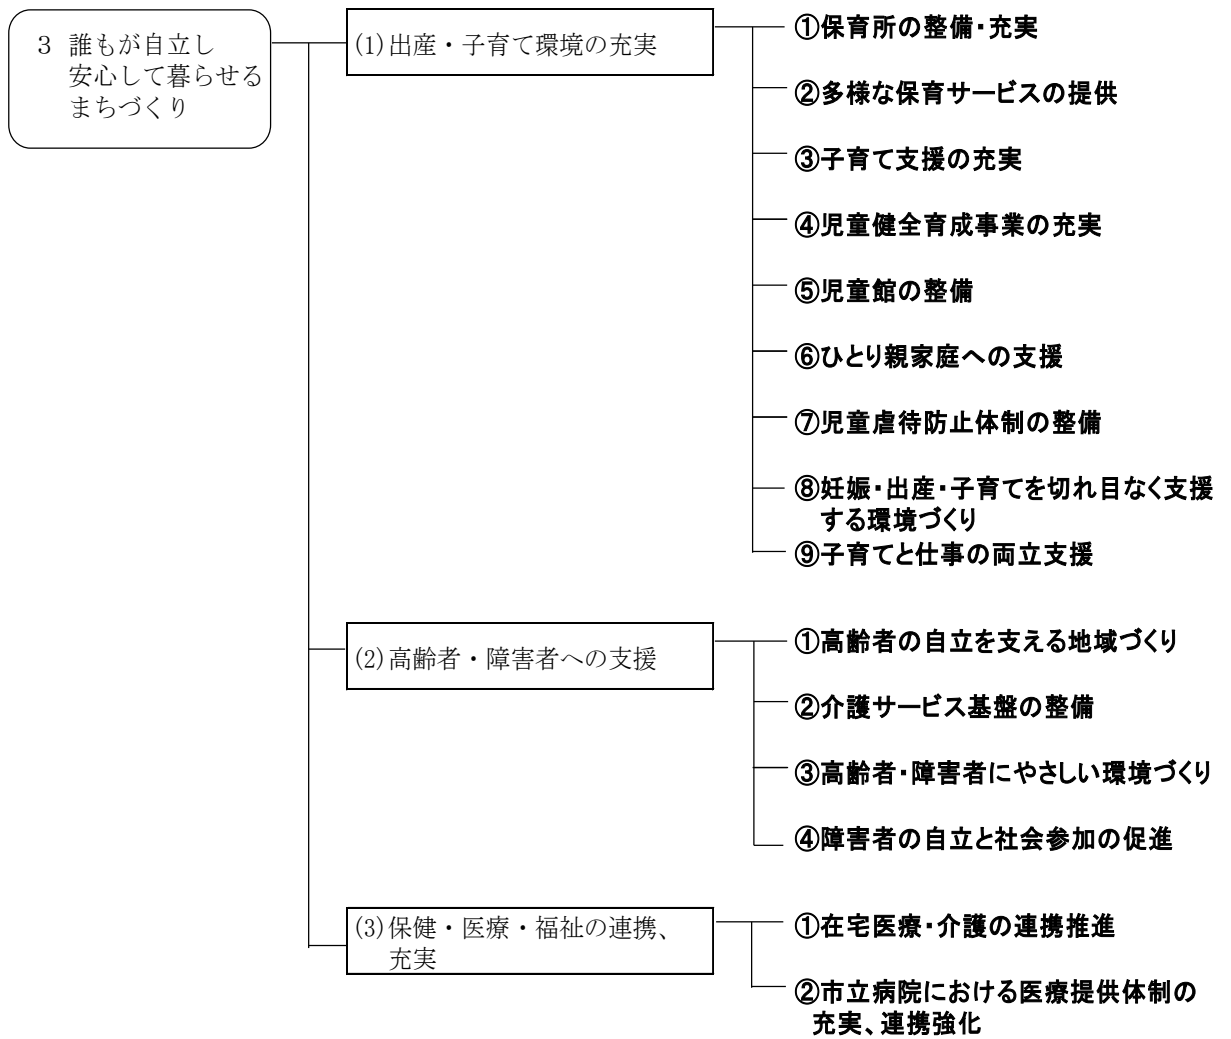 3 誰もが自立し
安心して暮らせる
まちづくり
(1)出産・子育て環境の充実
①保育所の整備・充実
②多様な保育サービスの提供
③子育て支援の充実
④児童健全育成事業の充実
⑤児童館の整備
⑥ひとり親家庭への支援
⑦児童虐待防止体制の整備
⑧妊娠・出産・子育てを切れ目なく支援
する環境づくり
⑨子育てと仕事の両立支援
(2)高齢者・障害者への支援
①高齢者の自立を支える地域づくり
②介護サービス基盤の整備
③高齢者・障害者にやさしい環境づくり
④障害者の自立と社会参加の促進
(3)保健・医療・福祉の連携、
充実
①在宅医療・介護の連携推進
②市立病院における医療提供体制の
充実、連携強化